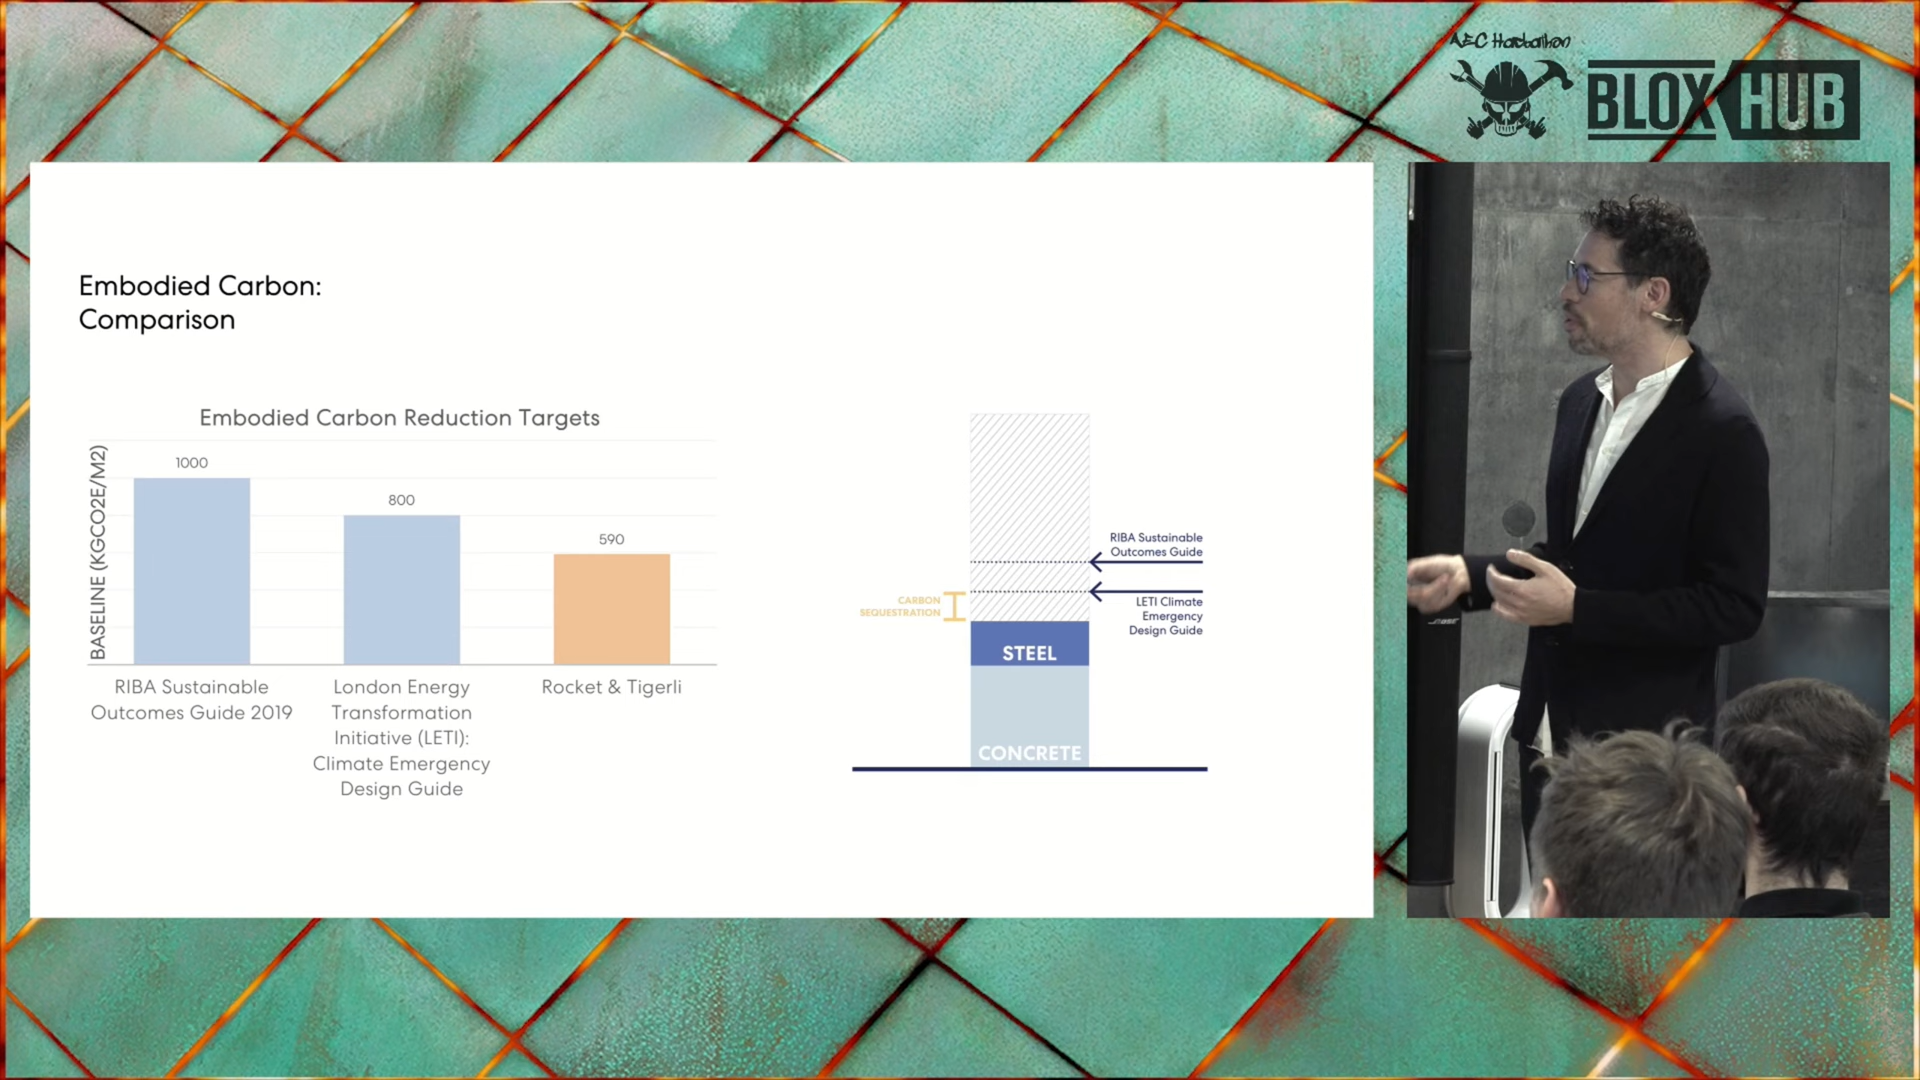 AEC Hackathon
BLOXHUB
Embodied Carbon:
Comparison
Embodied Carbon Reduction Targets
BASELINE (KGCO2E/M2)
1000
800
590
RIBA Sustainable
Outcomes Guide 2019
London Energy
Transformation
Initiative (LETI):
Climate Emergency
Design Guide
Rocket & Tigerli
RIBA Sustainable
Outcomes Guide
CARBON
SEQUESTRATION
LETI Climate
Emergency
Design Guide
STEEL
CONCRETE
BOSE